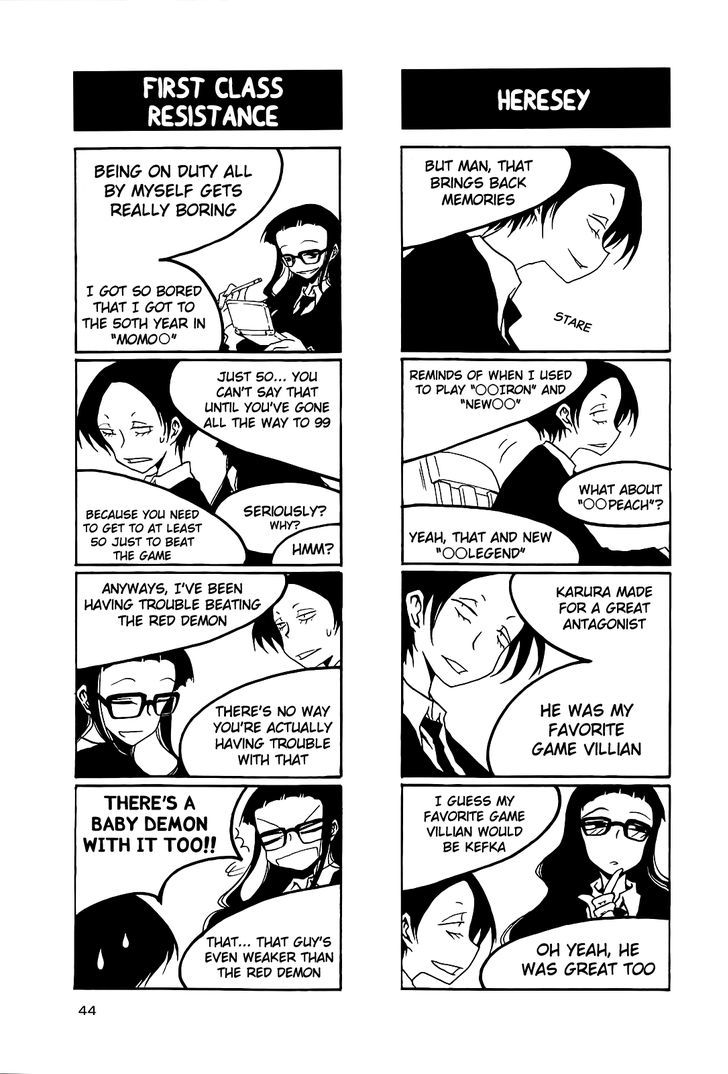 HERESEY
BUT MAN, THAT
BRINGS BACK
MEMORIES
STARE
REMINDS OF WHEN I USED
TO PLAY "○○IRON" AND
"NEW○○"
WHAT ABOUT
"○○PEACH"?
YEAH, THAT AND NEW
"○○LEGEND"
KARURA MADE
FOR A GREAT
ANTAGONIST
HE WAS MY
FAVORITE
GAME VILLIAN
I GUESS MY
FAVORITE GAME
VILLIAN WOULD
BE KEFKA
OH YEAH, HE
WAS GREAT TOO
FIRST CLASS
RESISTANCE
BEING ON DUTY ALL
BY MYSELF GETS
REALLY BORING
I GOT SO BORED
THAT I GOT TO
THE 50TH YEAR IN
"MOMO○"
JUST 50... YOU
CAN'T SAY THAT
UNTIL YOU'VE GONE
ALL THE WAY TO 99
SERIOUSLY?
WHY?
HMM?
BECAUSE YOU NEED
TO GET TO AT LEAST
50 JUST TO BEAT
THE GAME
ANYWAYS, I'VE BEEN
HAVING TROUBLE BEATING
THE RED DEMON
THERE'S NO WAY
YOU'RE ACTUALLY
HAVING TROUBLE
WITH THAT
THERE'S A
BABY DEMON
WITH IT TOO!!
THAT... THAT GUY'S
EVEN WEAKER THAN
THE RED DEMON
44